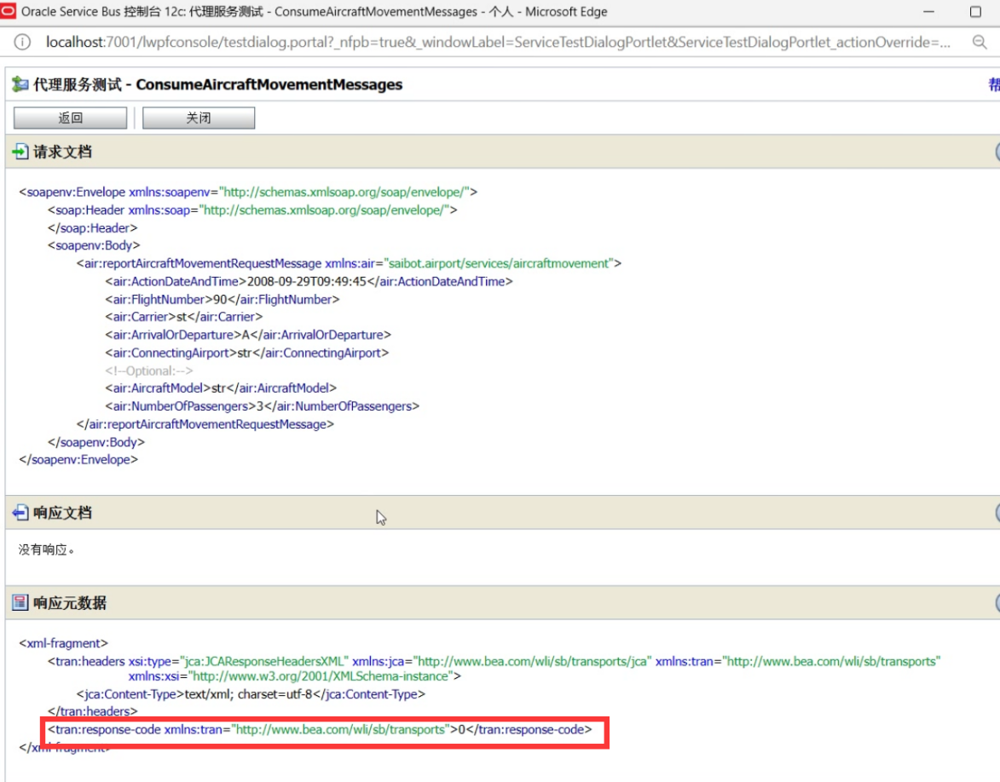 Oracle Service Bus 控制台 12c: 代理服务测试 - ConsumeAircraftMovementMessages - 个人 - Microsoft Edge
localhost:7001/lwpfconsole/testdialog.portal?_nfpb=true&_windowLabel=ServiceTestDialogPortlet&ServiceTestDialogPortlet_actionOverride=...
代理服务测试 - ConsumeAircraftMovementMessages
返回 关闭
请求文档
<soapenv:Envelope xmlns:soapenv="http://schemas.xmlsoap.org/soap/envelope/">
<soap:Header xmlns:soap="http://schemas.xmlsoap.org/soap/envelope/">
</soap:Header>
<soapenv:Body>
<air:reportAircraftMovementRequestMessage xmlns:air="saibot.airport/services/aircraftmovement">
<air:ActionDateAndTime>2008-09-29T09:49:45</air:ActionDateAndTime>
<air:FlightNumber>90</air:FlightNumber>
<air:Carrier>st</air:Carrier>
<air:ArrivalOrDeparture>A</air:ArrivalOrDeparture>
<air:ConnectingAirport>str</air:ConnectingAirport>
<!--Optional:-->
<air:AircraftModel>str</air:AircraftModel>
<air:NumberOfPassengers>3</air:NumberOfPassengers>
</air:reportAircraftMovementRequestMessage>
</soapenv:Body>
</soapenv:Envelope>
响应文档
没有响应。
响应元数据
<xml-fragment>
<tran:headers xsi:type="jca:JCAResponseHeadersXML" xmlns:jca="http://www.bea.com/wli/sb/transports/jca" xmlns:tran="http://www.bea.com/wli/sb/transports"
xmlns:xsi="http://www.w3.org/2001/XMLSchema-instance">
<jca:Content-Type>text/xml; charset=utf-8</jca:Content-Type>
</tran:headers>
<tran:response-code xmlns:tran="http://www.bea.com/wli/sb/transports">0</tran:response-code>
</xml-fragment>